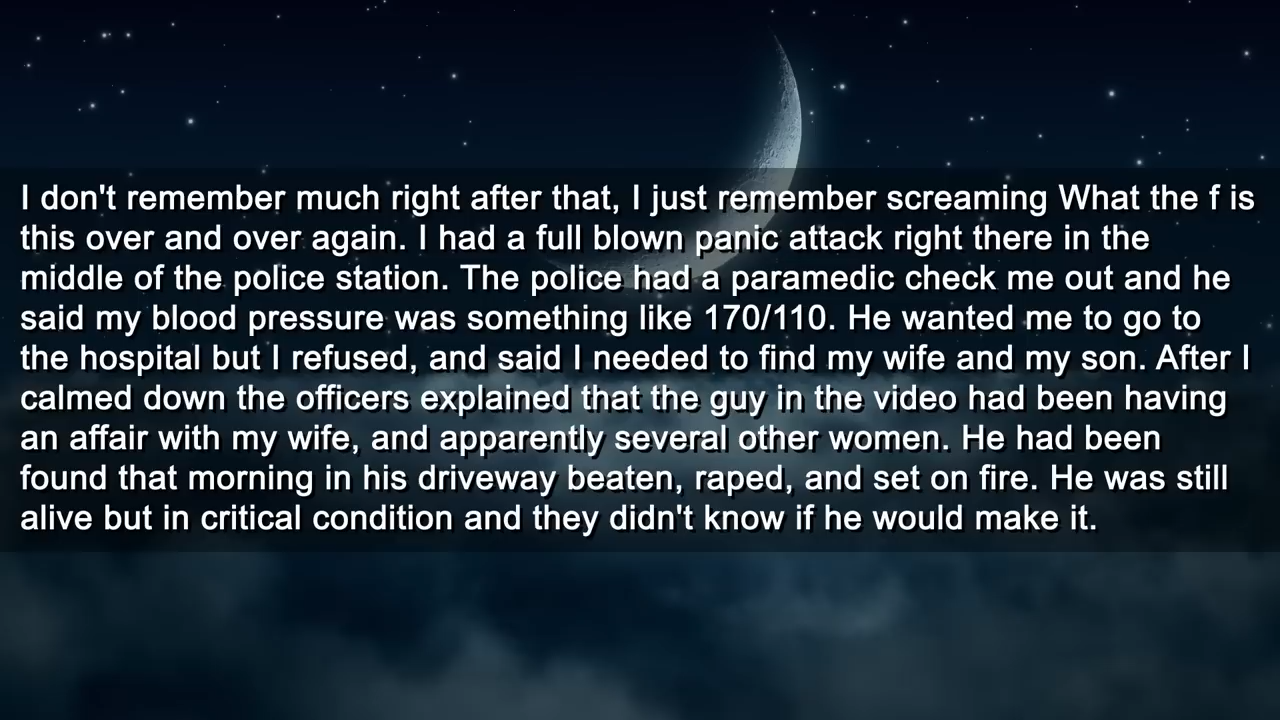 I don't remember much right after that, I just remember screaming What the f is
this over and over again. I had a full blown panic attack right there in the
middle of the police station. The police had a paramedic check me out and he
said my blood pressure was something like 170/110. He wanted me to go to
the hospital but I refused, and said I needed to find my wife and my son. After I
calmed down the officers explained that the guy in the video had been having
an affair with my wife, and apparently several other women. He had been
found that morning in his driveway beaten, raped, and set on fire. He was still
alive but in critical condition and they didn't know if he would make it.